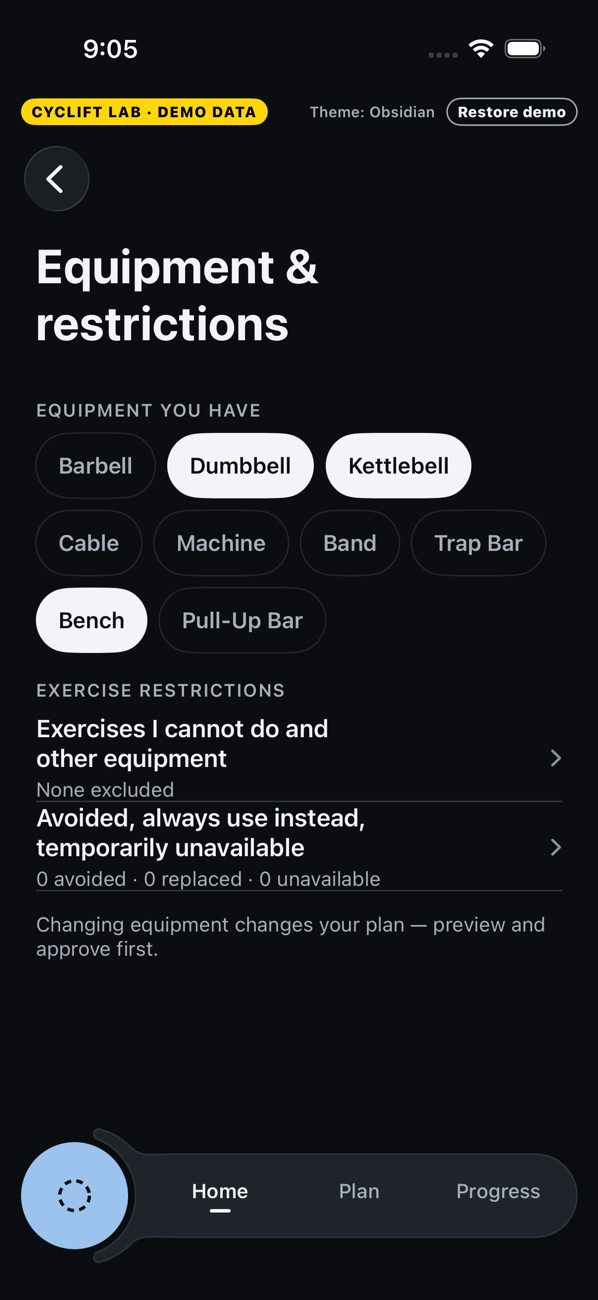 9:05
CYCLIFT LAB · DEMO DATA
Theme: Obsidian
Restore demo
Equipment &
restrictions
EQUIPMENT YOU HAVE
Barbell Dumbbell Kettlebell
Cable Machine Band Trap Bar
Bench Pull-Up Bar
EXERCISE RESTRICTIONS
Exercises I cannot do and
other equipment
None excluded
Avoided, always use instead,
temporarily unavailable
0 avoided · 0 replaced · 0 unavailable
Changing equipment changes your plan — preview and
approve first.
Home Plan Progress